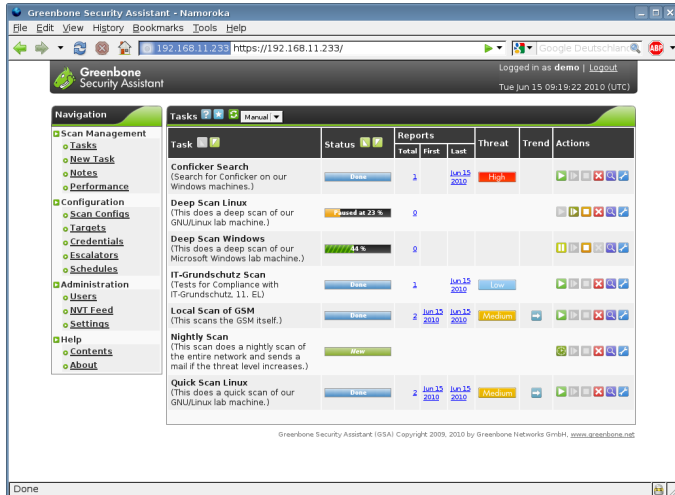 Greenbone Security Assistant - Namoroka
File Edit View History Bookmarks Tools Help
192.168.11.233 https://192.168.11.233/
Google Deutschland
ABP
Greenbone
Security Assistant
Logged in as demo | Logout
Tue Jun 15 09:19:22 2010 (UTC)
Navigation
Scan Management
Tasks
New Task
Notes
Performance
Configuration
Scan Configs
Targets
Credentials
Escalators
Schedules
Administration
Users
NVT Feed
Settings
Help
Contents
About
Tasks ? Manual
Task Status Reports Threat Trend Actions
Total First Last
Conficker Search
(Search for Conficker on our
Windows machines.)
Done 1 Jun 15 2010 High
Deep Scan Linux
(This does a deep scan of our
GNU/Linux lab machine.)
Paused at 23 % 0
Deep Scan Windows
(This does a deep scan of our
Microsoft Windows lab machine.)
44 % 0
IT-Grundschutz Scan
(Tests for Compliance with
IT-Grundschutz, 11. EL)
Done 1 Jun 15 2010 Low
Local Scan of GSM
(This scans the GSM itself.)
Done 2 Jun 15 2010 Jun 15 2010 Medium
Nightly Scan
(This scan does a nightly scan of
the entire network and sends a
mail if the threat level increases.)
New
Quick Scan Linux
(This does a quick scan of our
GNU/Linux lab machine.)
Done 2 Jun 15 2010 Jun 15 2010 Medium
Greenbone Security Assistant (GSA) Copyright 2009, 2010 by Greenbone Networks GmbH, www.greenbone.net
Done